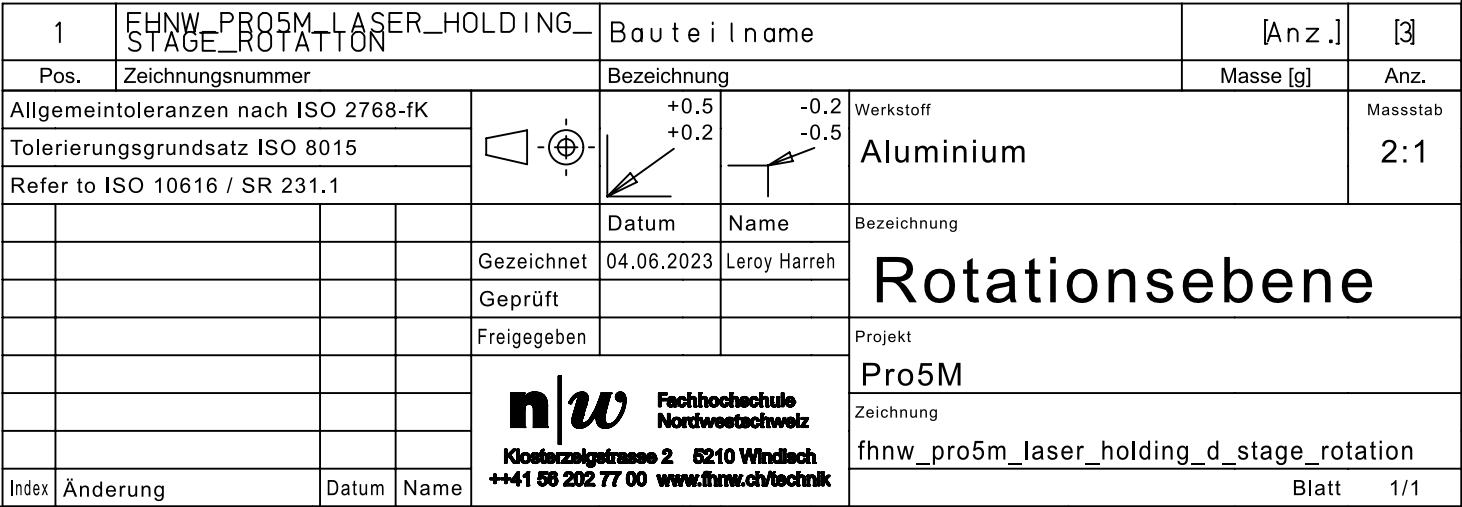 1 FHNW_PRO5M_LASER_HOLDING_
STAGE_ROTATION
Bauteilname [Anz.] [3]
Pos. Zeichnungsnummer Bezeichnung Masse [g] Anz.
Allgemeintoleranzen nach ISO 2768-fK
Tolerierungsgrundsatz ISO 8015
Refer to ISO 10616 / SR 231.1
+0.5
+0.2
-0.2
-0.5
Werkstoff
Aluminium
Massstab
2:1
Datum Name
Gezeichnet 04.06.2023 Leroy Harreh
Geprüft
Freigegeben
Bezeichnung
Rotationsebene
Projekt
Pro5M
Zeichnung
fhnw_pro5m_laser_holding_d_stage_rotation
Blatt 1/1
n|w Fachhochschule
Nordwestschweiz
Klosterzelgstrasse 2 5210 Windisch
++41 56 202 77 00 www.fhnw.ch/technik
Index Änderung Datum Name